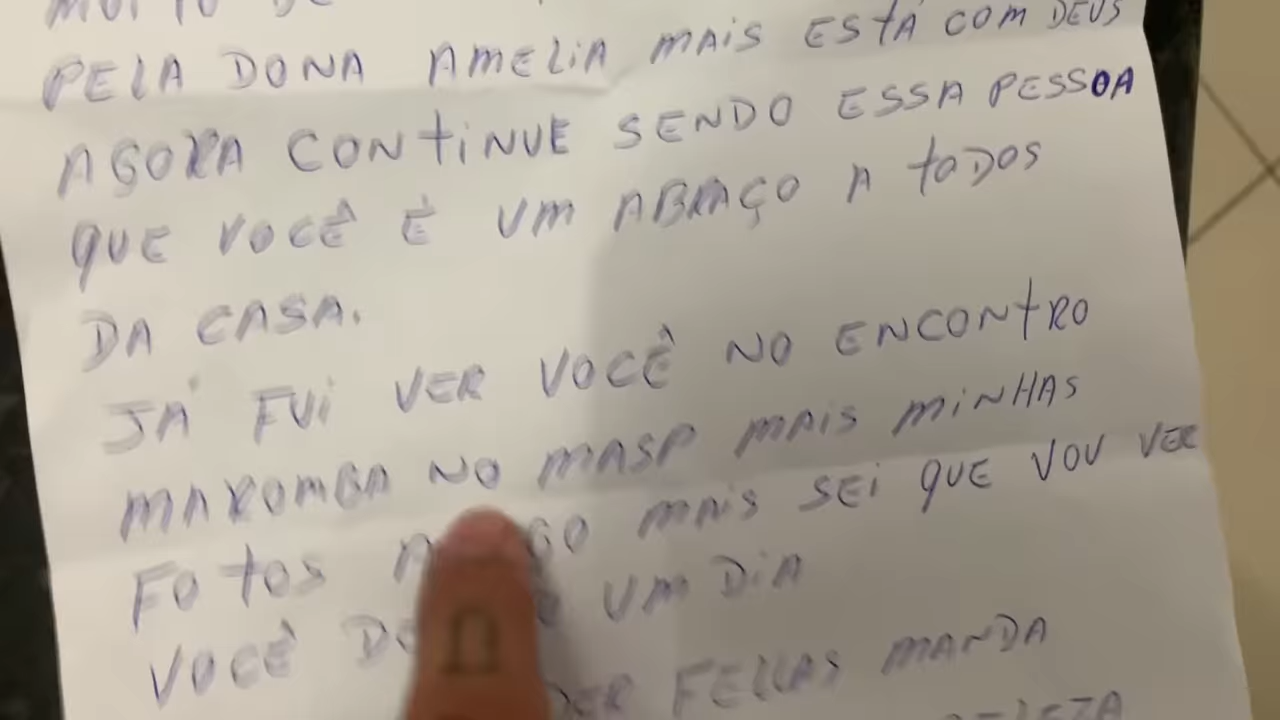 MUITO DE
PELA DONA AMELIA MAIS ESTÁ COM DEUS
AGORA CONTINUE SENDO ESSA PESSOA
QUE VOCÊ É UM ABRAÇO A TODOS
DA CASA.
JÁ FUI VER VOCÊ NO ENCONTRO
MAROMBA NO MASP MAIS MINHAS
FOTOS MAIS SEI QUE VOU VER
VOCÊ UM DIA
FELLAS MANDA